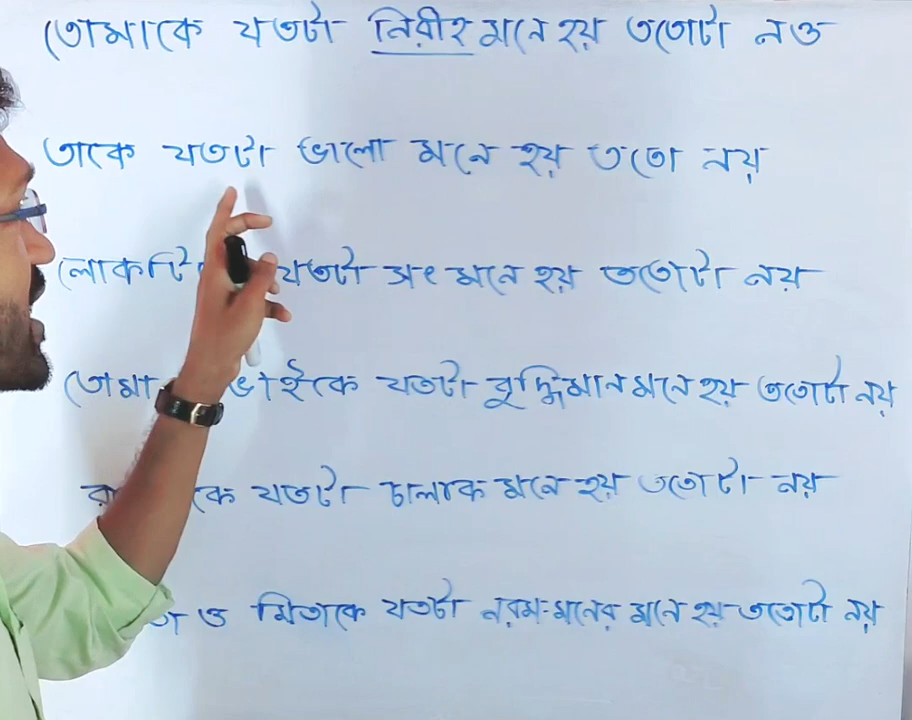 তোমাকে যতটা নিরীহ মনে হয় ততোটা নও
তাকে যতটা ভালো মনে হয় ততো নয়
লোকটি যতটা সৎ মনে হয় ততোটা নয়
তোমা ভাইকে যতটা বুদ্ধিমান মনে হয় ততোটা নয়
কে যতটা চালাক মনে হয় ততোটা নয়
ও মিতাকে যতটা নরম-মনের মনে হয় ততোটা নয়